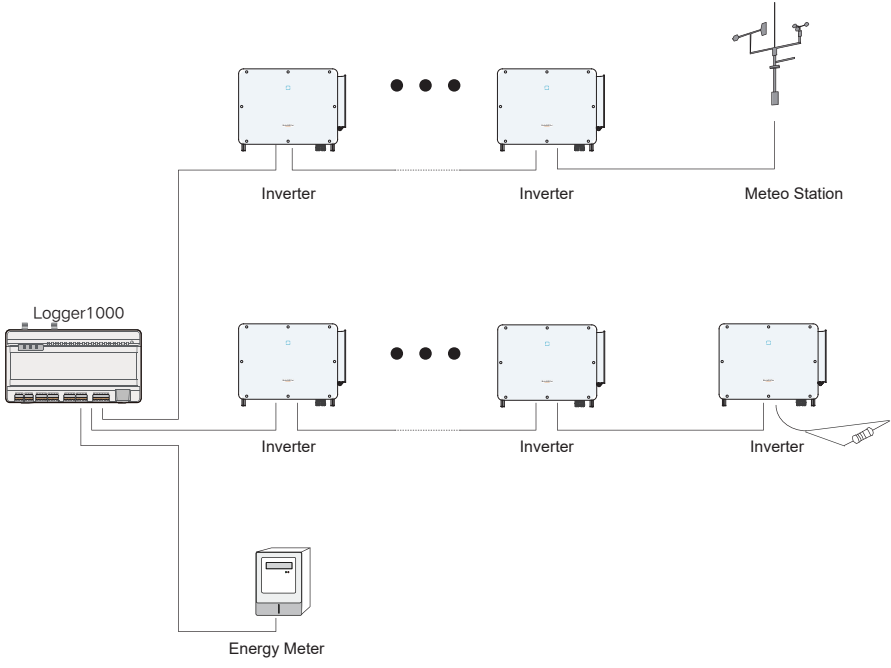 Inverter
Inverter
Meteo Station
Logger1000
Inverter
Inverter
Inverter
Energy Meter